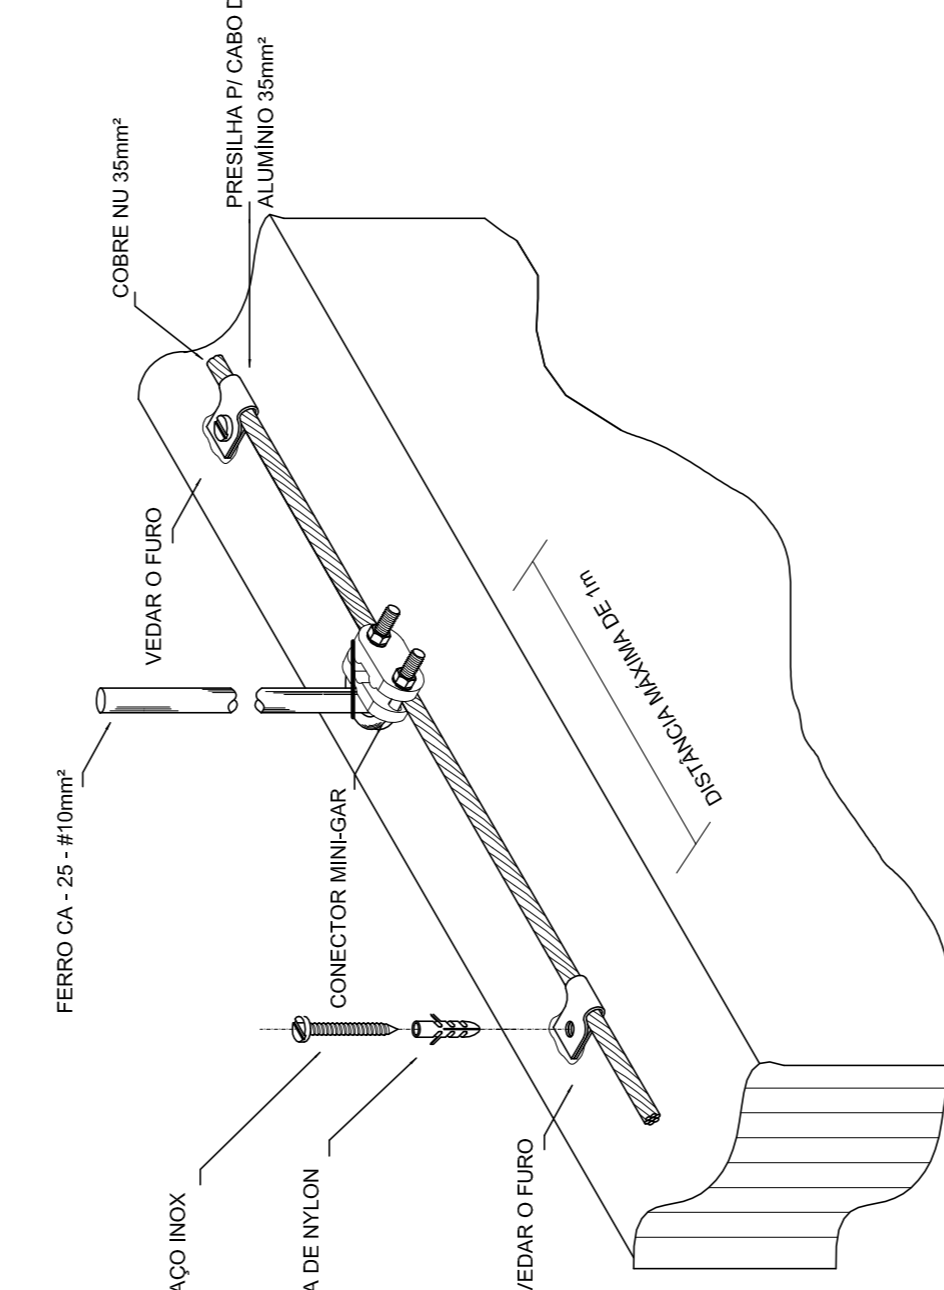 FERRO CA - 25 - #10mm²
COBRE NU 35mm²
PRESILHA P/ CABO D
ALUMÍNIO 35mm²
VEDAR O FURO
CONECTOR MINI-GAR
DISTÂNCIA MÁXIMA DE 1m
AÇO INOX
A DE NYLON
VEDAR O FURO